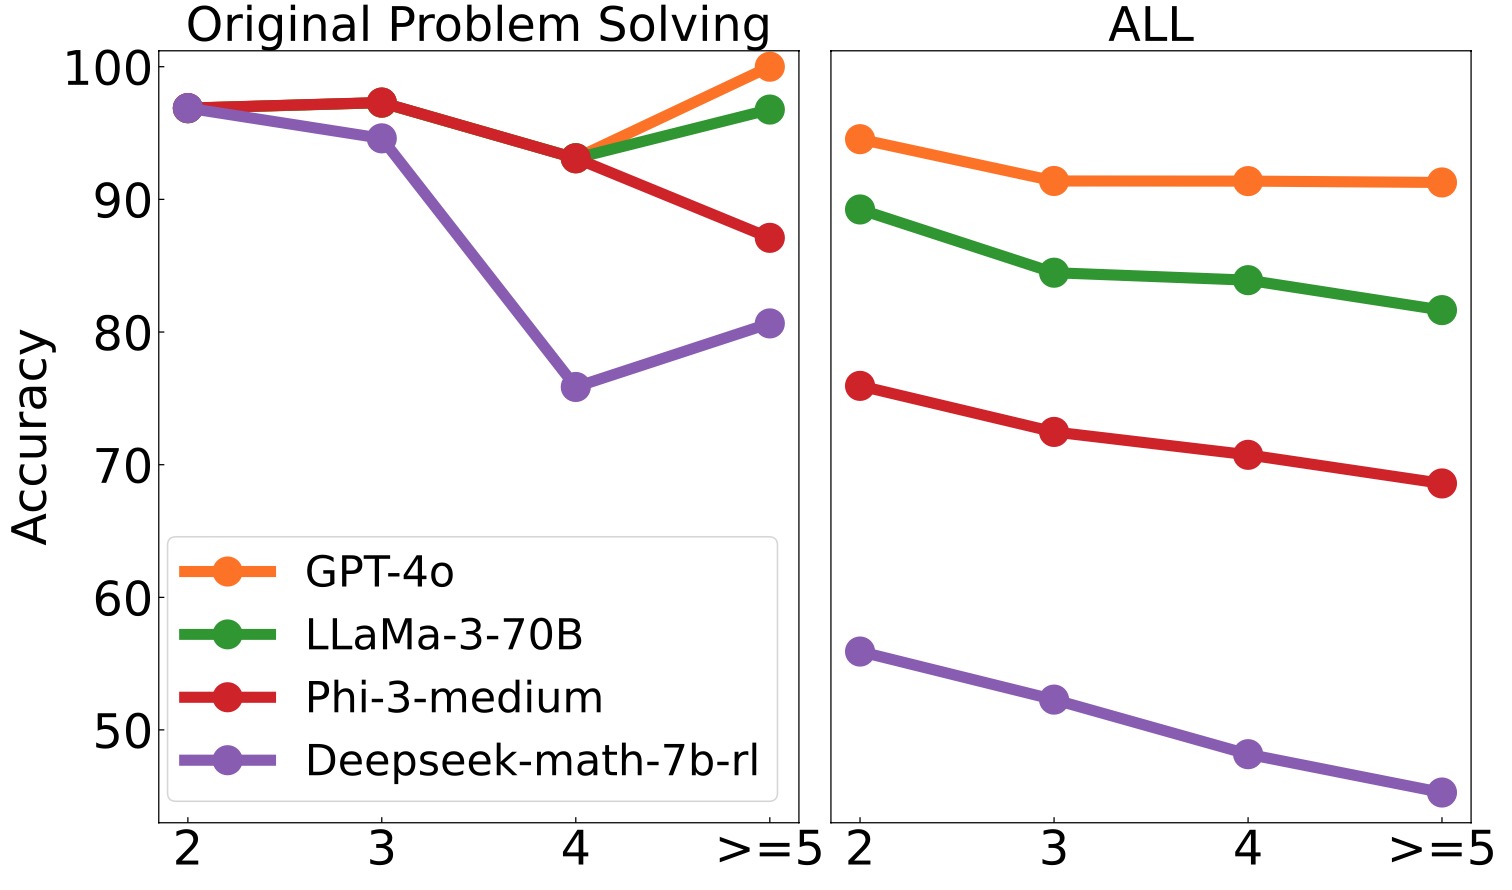 Original Problem Solving
ALL
Accuracy
100
90
80
70
60
50
GPT-4o
LLaMa-3-70B
Phi-3-medium
Deepseek-math-7b-rl
2 3 4 >=5
2 3 4 >=5